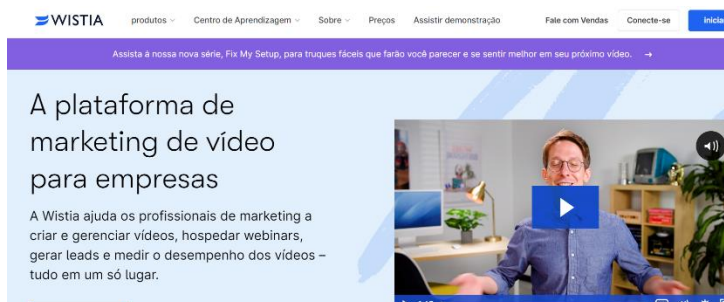 WISTIA produtos Centro de Aprendizagem Sobre Preços Assistir demonstração Fale com Vendas Conecte-se Inicia
Assista à nossa nova série, Fix My Setup, para truques fáceis que farão você parecer e se sentir melhor em seu próximo vídeo. →
A plataforma de
marketing de vídeo
para empresas
A Wistia ajuda os profissionais de marketing a
criar e gerenciar vídeos, hospedar webinars,
gerar leads e medir o desempenho dos vídeos –
tudo em um só lugar.